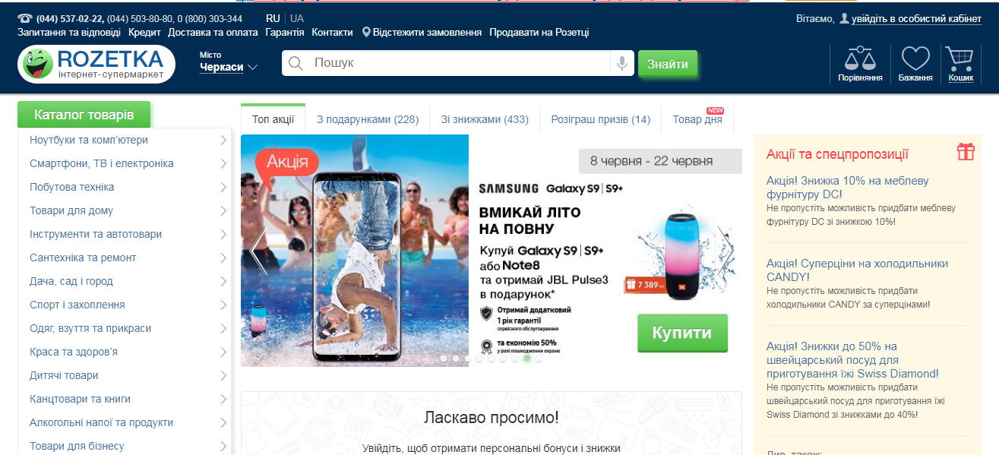 (044) 537-02-22, (044) 503-80-80, 0 (800) 303-344
RU UA
Вітаємо, увійдіть в особистий кабінет
Запитання та відповіді Кредит Доставка та оплата Гарантія Контакти Відстежити замовлення Продавати на Розетці
ROZETKA
інтернет-супермаркет
Місто
Черкаси
Пошук
Знайти
Порівняння
Бажання
Кошик
Каталог товарів
Ноутбуки та комп'ютери
Смартфони, ТВ і електроніка
Побутова техніка
Товари для дому
Інструменти та автотовари
Сантехніка та ремонт
Дача, сад і город
Спорт і захоплення
Одяг, взуття та прикраси
Краса та здоров'я
Дитячі товари
Канцтовари та книги
Алкогольні напої та продукти
Товари для бізнесу
Топ акції
З подарунками (228)
Зі знижками (433)
Розіграш призів (14)
Товар дня
NEW
Акція
8 червня - 22 червня
SAMSUNG Galaxy S9 | S9+
ВМИКАЙ ЛІТО
НА ПОВНУ
Купуй Galaxy S9 | S9+
або Note8
та отримай JBL Pulse3
в подарунок*
7 389 грн
JBL
Отримай додатковий
1 рік гарантії
сервісного обслуговування
та економію 50%
у разі пошкодження екрана
Купити
Ласкаво просимо!
Увійдіть, щоб отримати персональні бонуси і знижки
Акції та спецпропозиції
Акція! Знижка 10% на меблеву
фурнітуру DC!
Не пропустіть можливість придбати меблеву
фурнітуру DC зі знижкою 10%!
Акція! Суперціни на холодильники
CANDY!
Не пропустіть можливість придбати
холодильники CANDY за суперцінами!
Акція! Знижки до 50% на
швейцарський посуд для
приготування їжі Swiss Diamond!
Не пропустіть можливість придбати
швейцарський посуд для приготування їжі
Swiss Diamond зі знижками до 40%!
Див. також: